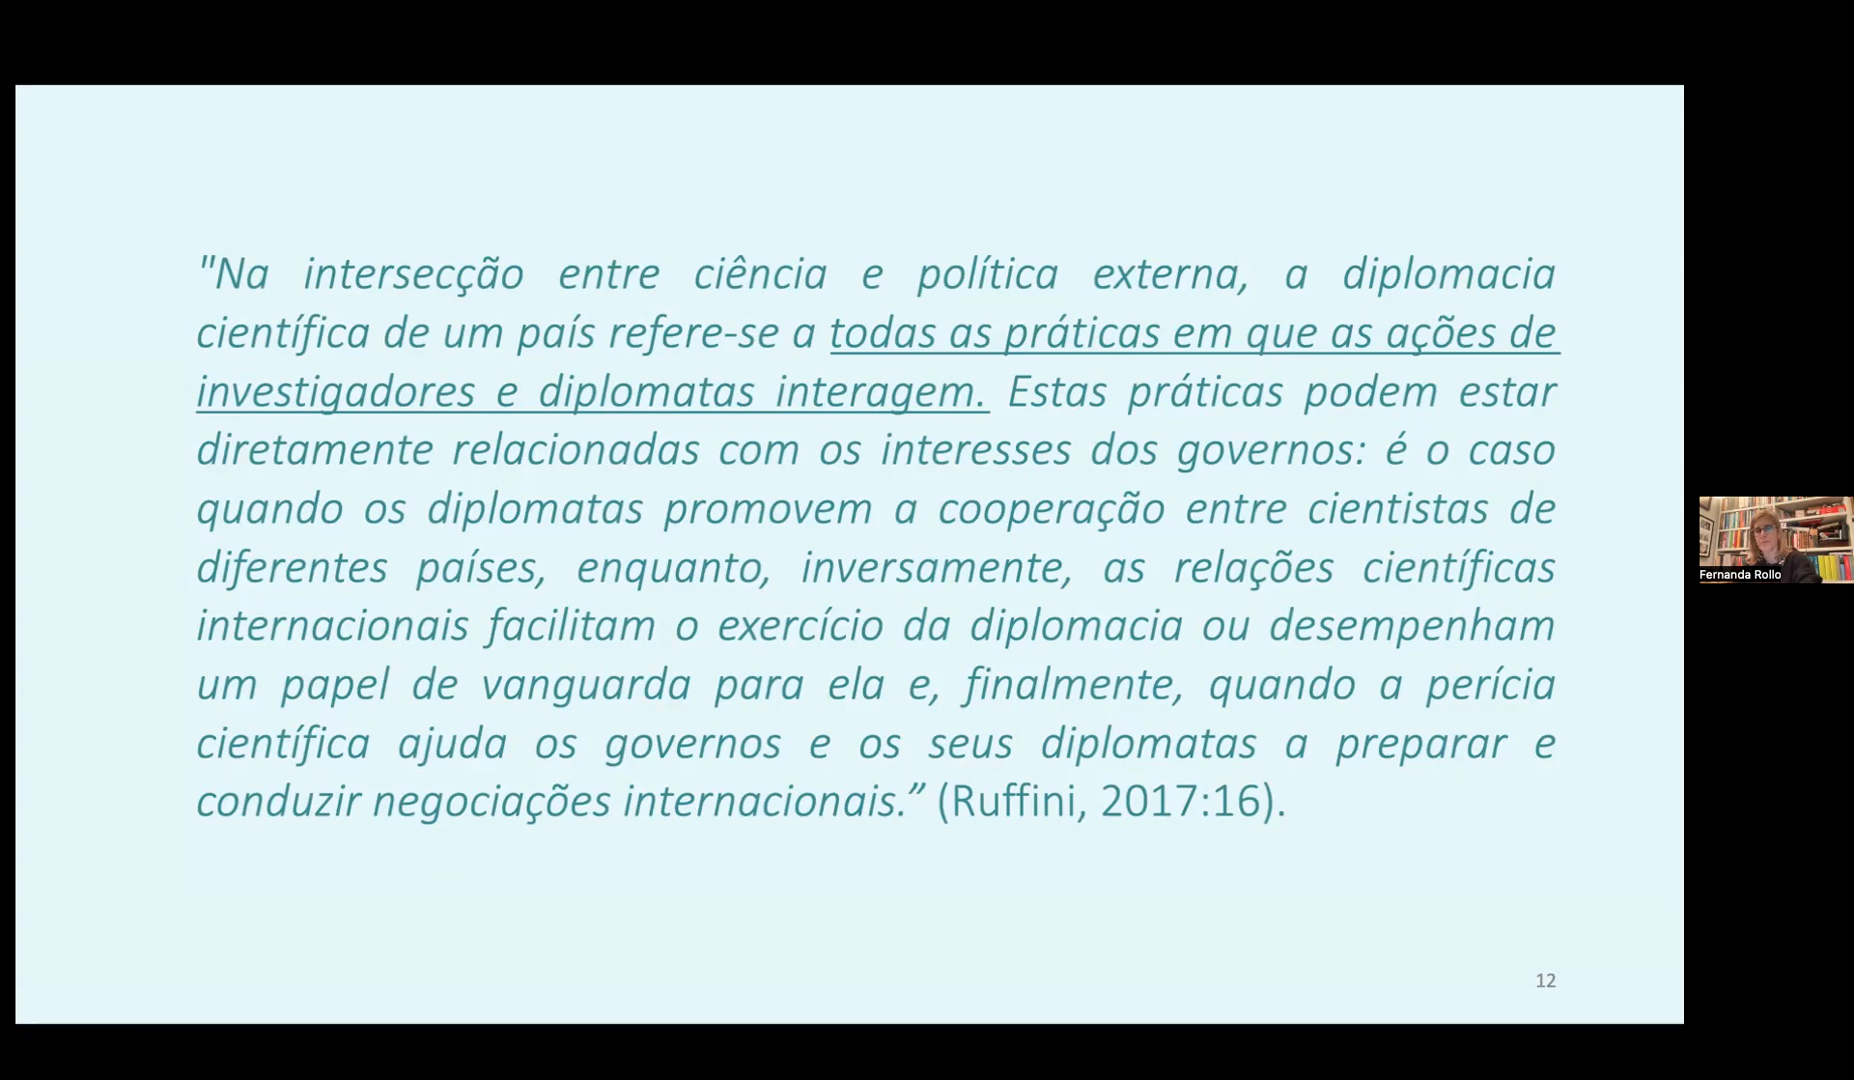 "Na intersecção entre ciência e política externa, a diplomacia
científica de um país refere-se a todas as práticas em que as ações de
investigadores e diplomatas interagem. Estas práticas podem estar
diretamente relacionadas com os interesses dos governos: é o caso
quando os diplomatas promovem a cooperação entre cientistas de
diferentes países, enquanto, inversamente, as relações científicas
internacionais facilitam o exercício da diplomacia ou desempenham
um papel de vanguarda para ela e, finalmente, quando a perícia
científica ajuda os governos e os seus diplomatas a preparar e
conduzir negociações internacionais.” (Ruffini, 2017:16).
12
Fernanda Rollo